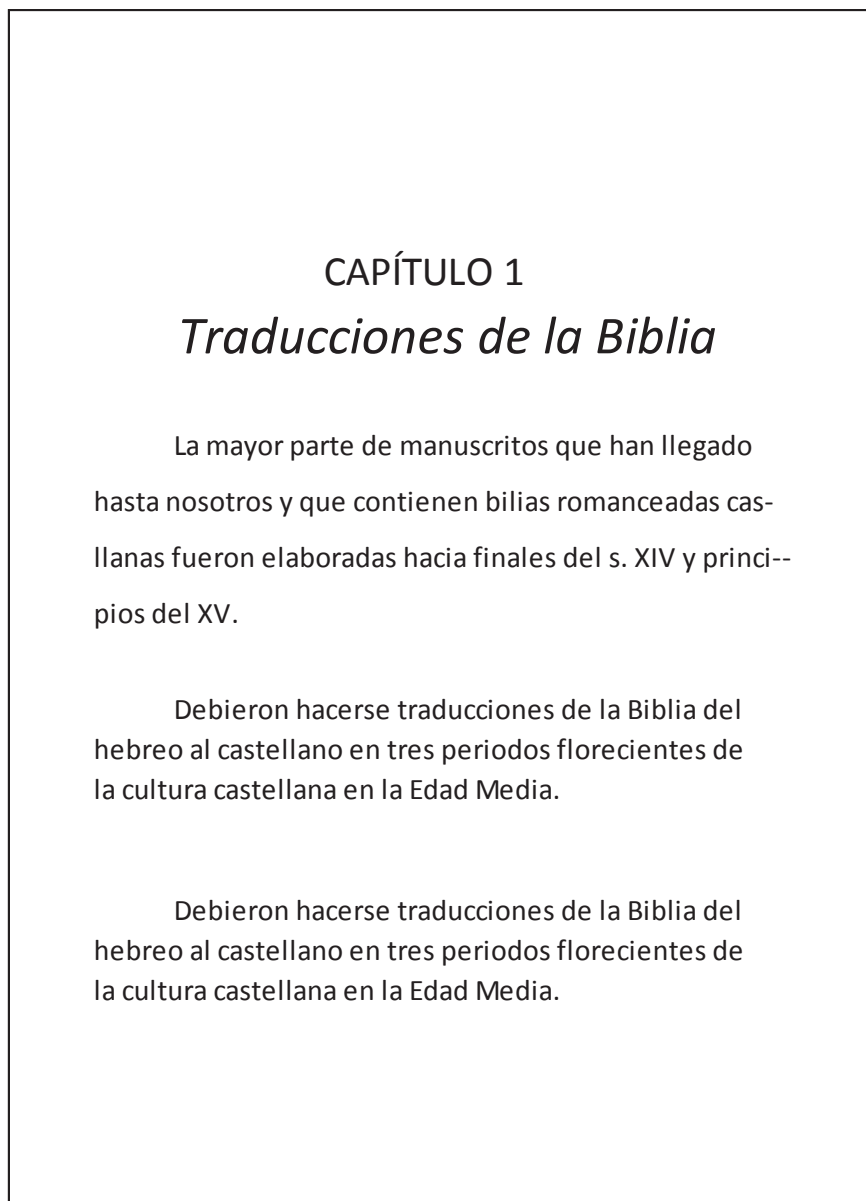 CAPÍTULO 1
Traducciones de la Biblia
La mayor parte de manuscritos que han llegado
hasta nosotros y que contienen bilias romanceadas cas-
llanas fueron elaboradas hacia finales del s. XIV y princi--
pios del XV.
Debieron hacerse traducciones de la Biblia del
hebreo al castellano en tres periodos florecientes de
la cultura castellana en la Edad Media.
Debieron hacerse traducciones de la Biblia del
hebreo al castellano en tres periodos florecientes de
la cultura castellana en la Edad Media.